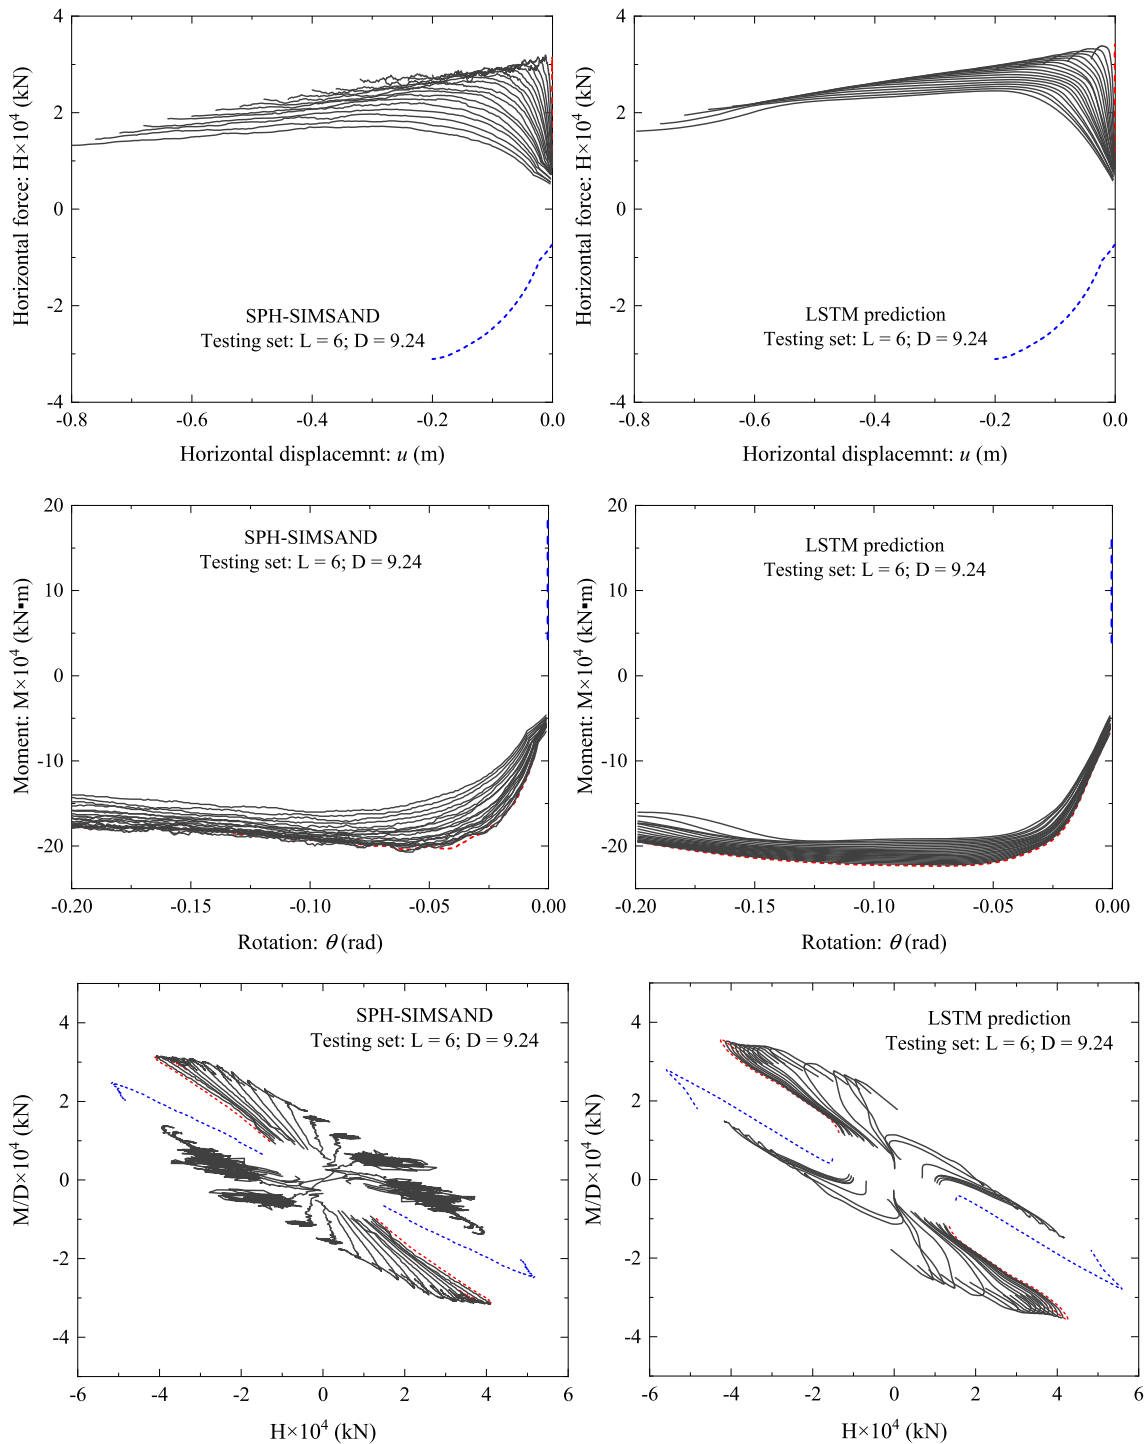 Horizontal force: H×10⁴ (kN)
4
2
0
-2
-4
SPH-SIMSAND
Testing set: L = 6; D = 9.24
-0.8
-0.6
-0.4
-0.2
0.0
Horizontal displacemnt: u (m)
Horizontal force: H×10⁴ (kN)
4
2
0
-2
-4
LSTM prediction
Testing set: L = 6; D = 9.24
-0.8
-0.6
-0.4
-0.2
0.0
Horizontal displacemnt: u (m)
Moment: M×10⁴ (kN▪m)
20
10
0
-10
-20
SPH-SIMSAND
Testing set: L = 6; D = 9.24
-0.20
-0.15
-0.10
-0.05
0.00
Rotation: θ (rad)
Moment: M×10⁴ (kN▪m)
20
10
0
-10
-20
LSTM prediction
Testing set: L = 6; D = 9.24
-0.20
-0.15
-0.10
-0.05
0.00
Rotation: θ (rad)
M/D×10⁴ (kN)
4
2
0
-2
-4
SPH-SIMSAND
Testing set: L = 6; D = 9.24
-6
-4
-2
0
2
4
6
H×10⁴ (kN)
M/D×10⁴ (kN)
4
2
0
-2
-4
LSTM prediction
Testing set: L = 6; D = 9.24
-6
-4
-2
0
2
4
6
H×10⁴ (kN)